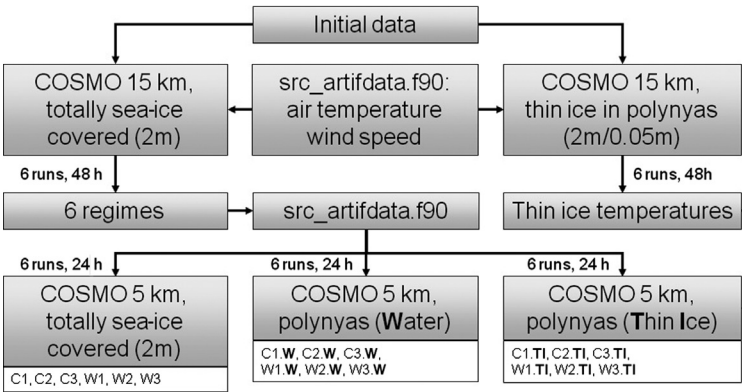 Initial data
COSMO 15 km,
totally sea-ice
covered (2m)
src_artifdata.f90:
air temperature
wind speed
COSMO 15 km,
thin ice in polynyas
(2m/0.05m)
6 runs, 48 h
6 runs, 48h
6 regimes
src_artifdata.f90
Thin ice temperatures
6 runs, 24 h
6 runs, 24 h
6 runs, 24 h
COSMO 5 km,
totally sea-ice
covered (2m)
C1, C2, C3, W1, W2, W3
COSMO 5 km,
polynyas (Water)
C1.W, C2.W, C3.W,
W1.W, W2.W, W3.W
COSMO 5 km,
polynyas (Thin Ice)
C1.TI, C2.TI, C3.TI,
W1.TI, W2.TI, W3.TI